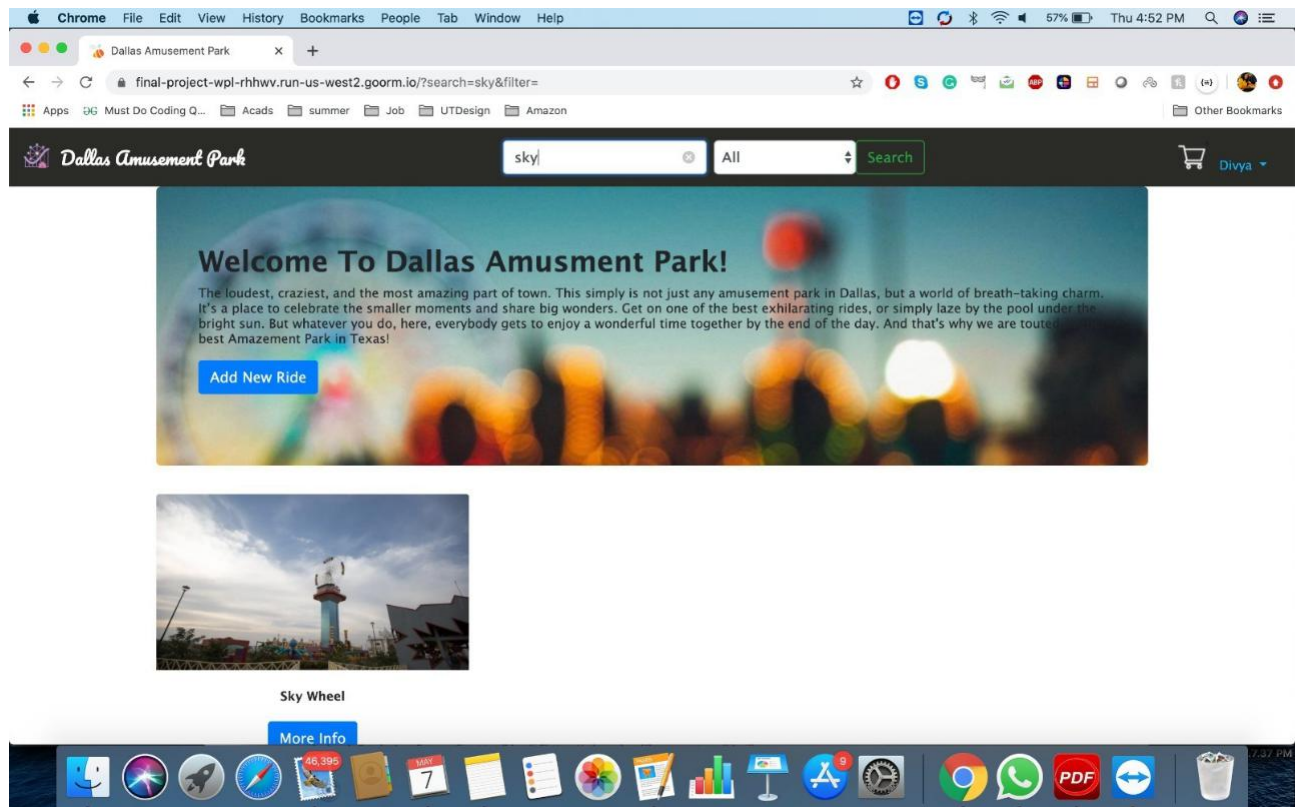 Chrome File Edit View History Bookmarks People Tab Window Help 57% Thu 4:52 PM
Dallas Amusement Park
final-project-wpl-rhhwv.run-us-west2.goorm.io/?search=sky&filter=
Apps Must Do Coding Q... Acads summer Job UTDesign Amazon Other Bookmarks
Dallas Amusement Park sky All Search Divya
Welcome To Dallas Amusment Park!
The loudest, craziest, and the most amazing part of town. This simply is not just any amusement park in Dallas, but a world of breath-taking charm.
It's a place to celebrate the smaller moments and share big wonders. Get on one of the best exhilarating rides, or simply laze by the pool under the
bright sun. But whatever you do, here, everybody gets to enjoy a wonderful time together by the end of the day. And that's why we are touted
best Amazement Park in Texas!
Add New Ride
Sky Wheel
More Info
46,395
MAY
7
9
PDF
7.37 PM